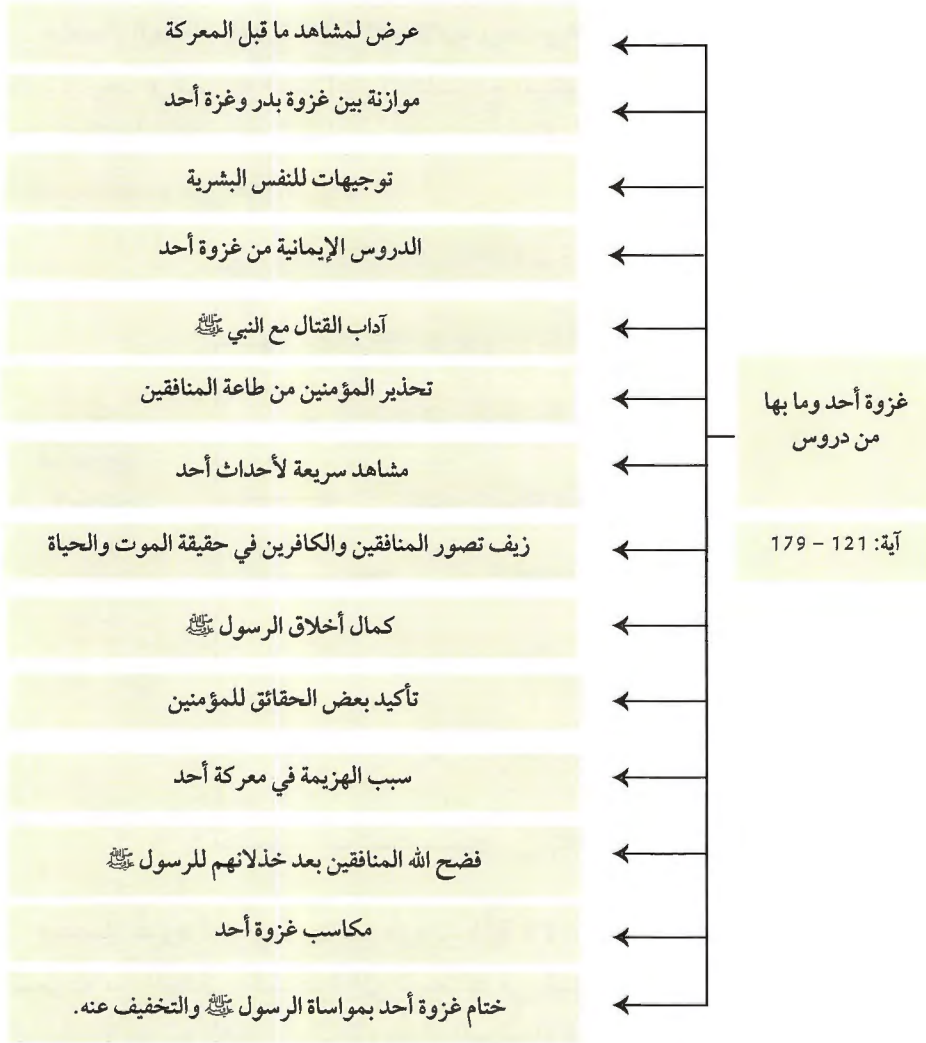 غزوة أحد وما بها
من دروس
آية: 121 – 179
عرض لمشاهد ما قبل المعركة
موازنة بين غزوة بدر وغزة أحد
توجيهات للنفس البشرية
الدروس الإيمانية من غزوة أحد
آداب القتال مع النبي ﷺ
تحذير المؤمنين من طاعة المنافقين
مشاهد سريعة لأحداث أحد
زيف تصور المنافقين والكافرين في حقيقة الموت والحياة
كمال أخلاق الرسول ﷺ
تأكيد بعض الحقائق للمؤمنين
سبب الهزيمة في معركة أحد
فضح الله المنافقين بعد خذلانهم للرسول ﷺ
مكاسب غزوة أحد
ختام غزوة أحد بمواساة الرسول ﷺ والتخفيف عنه.